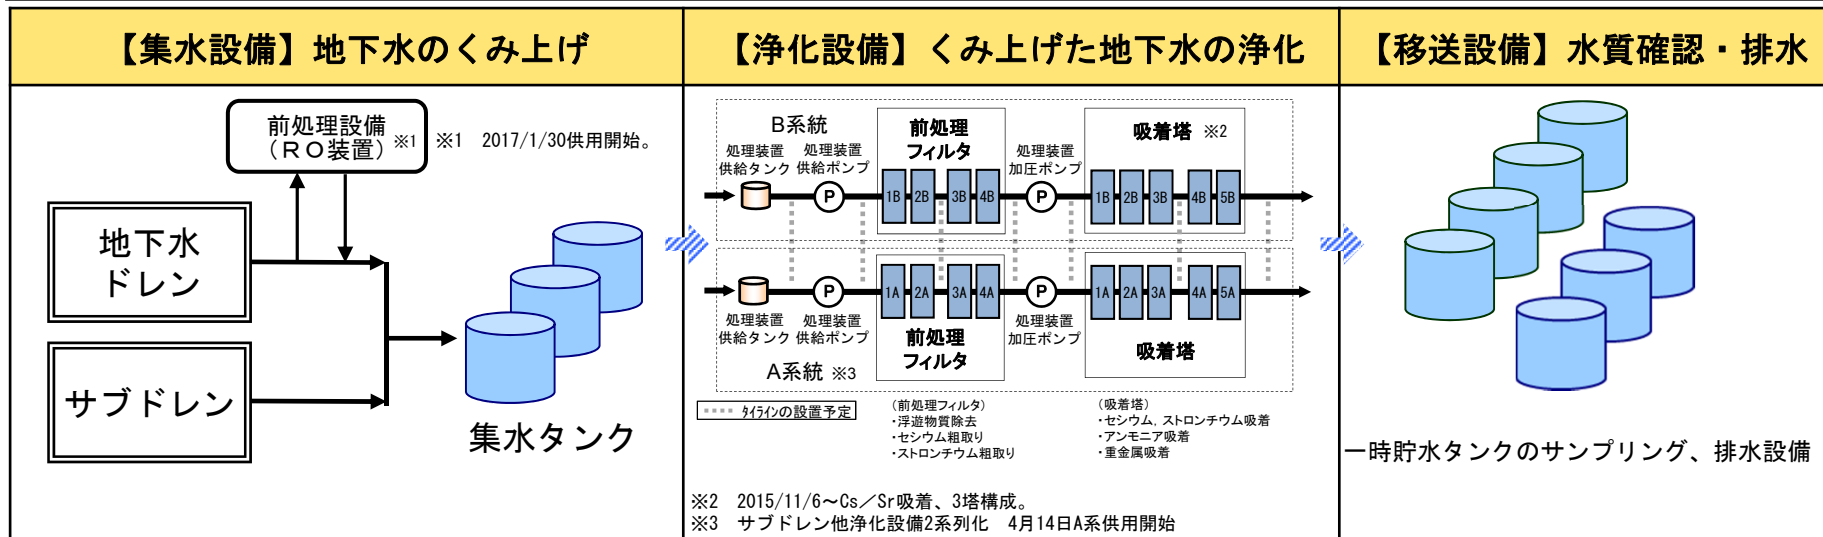 【集水設備】地下水のくみ上げ
【浄化設備】くみ上げた地下水の浄化
【移送設備】水質確認・排水
前処理設備
（ＲＯ装置）※1
※1　2017/1/30供用開始。
地下水
ドレン
サブドレン
集水タンク
B系統
処理装置
供給タンク
処理装置
供給ポンプ
前処理
フィルタ
処理装置
加圧ポンプ
吸着塔 ※2
P
1B
2B
3B
4B
P
1B
2B
3B
4B
5B
P
1A
2A
3A
4A
P
1A
2A
3A
4A
5A
処理装置
供給タンク
処理装置
供給ポンプ
前処理
フィルタ
処理装置
加圧ポンプ
吸着塔
A系統 ※3
ﾀｲﾗｲﾝの設置予定
（前処理フィルタ）
・浮遊物質除去
・セシウム粗取り
・ストロンチウム粗取り
（吸着塔）
・セシウム，ストロンチウム吸着
・アンモニア吸着
・重金属吸着
※2　2015/11/6～Cs／Sr吸着、3塔構成。
※3　サブドレン他浄化設備2系列化　4月14日A系供用開始
一時貯水タンクのサンプリング、排水設備